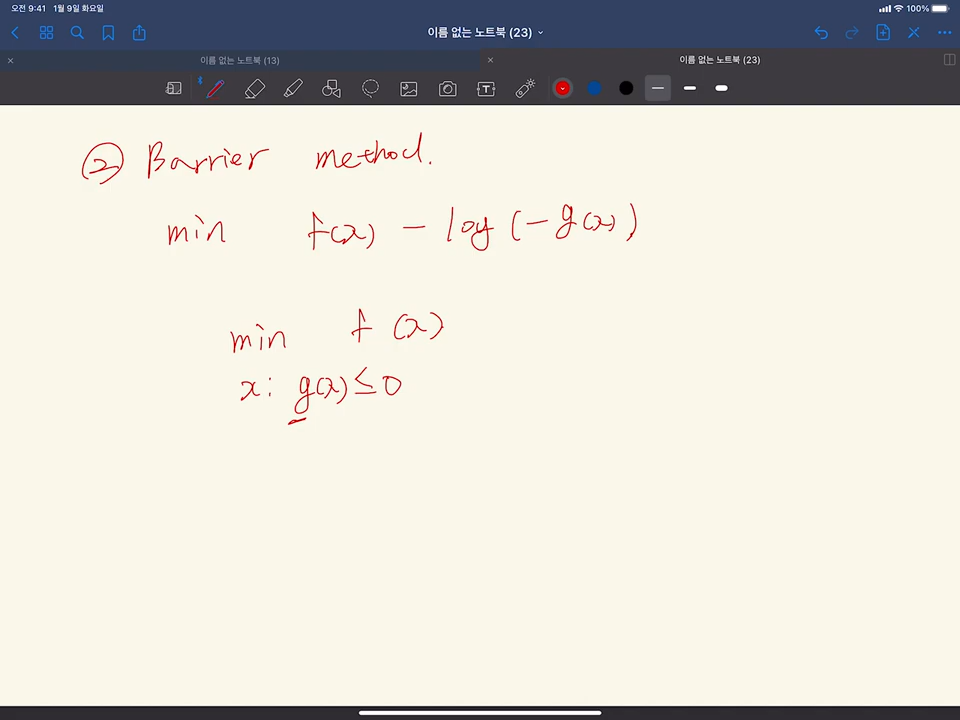 오전 9:41 1월 9일 화요일
100%
이름 없는 노트북 (23)
이름 없는 노트북 (13)
이름 없는 노트북 (23)
② Barrier method.
min f(x) - log (-g(x))
min f (x)
x: g(x) ≤ 0